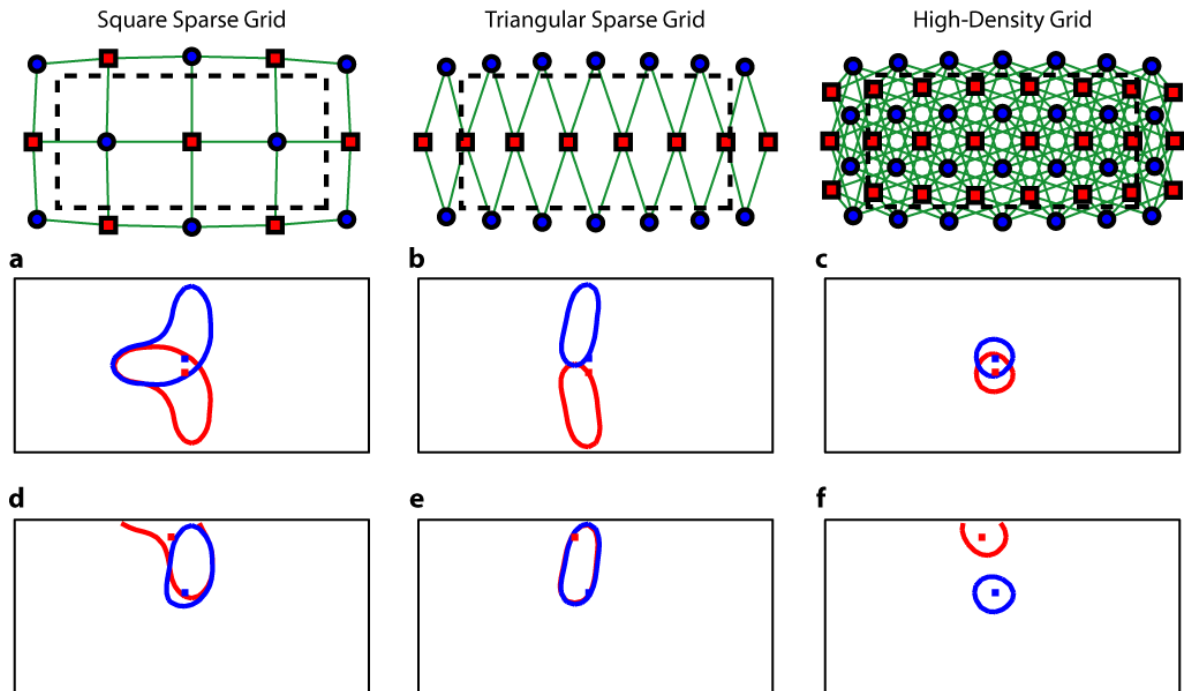 Square Sparse Grid
Triangular Sparse Grid
High-Density Grid
a
b
c
d
e
f